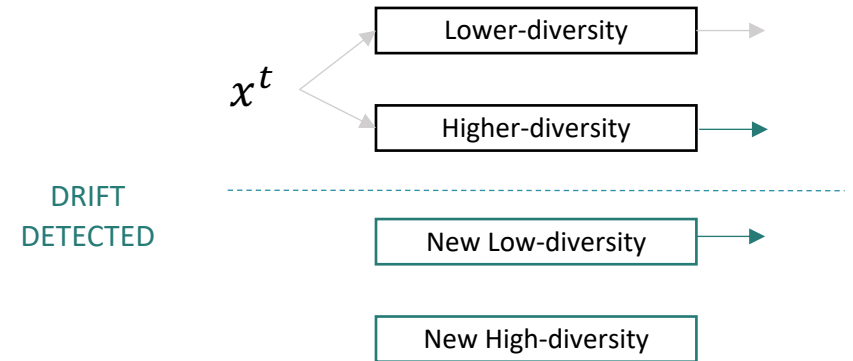 Lower-diversity
x^t
Higher-diversity
DRIFT
DETECTED
New Low-diversity
New High-diversity